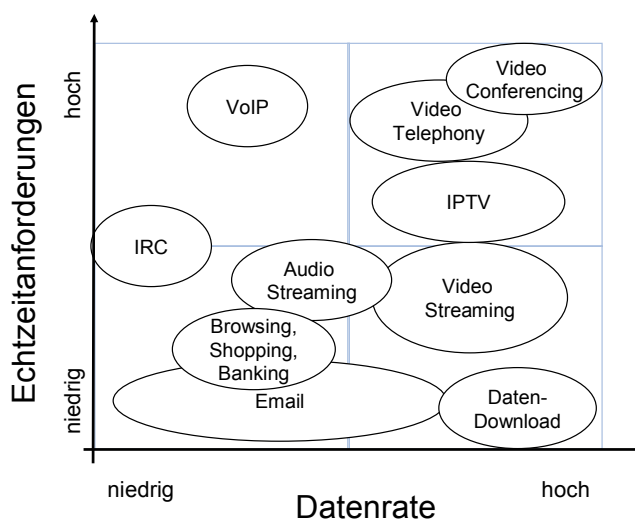 Echtzeitanforderungen
hoch
niedrig
Video
Conferencing
VoIP
Video
Telephony
IPTV
IRC
Audio
Streaming
Video
Streaming
Browsing,
Shopping,
Banking
Email
Daten-
Download
niedrig
hoch
Datenrate